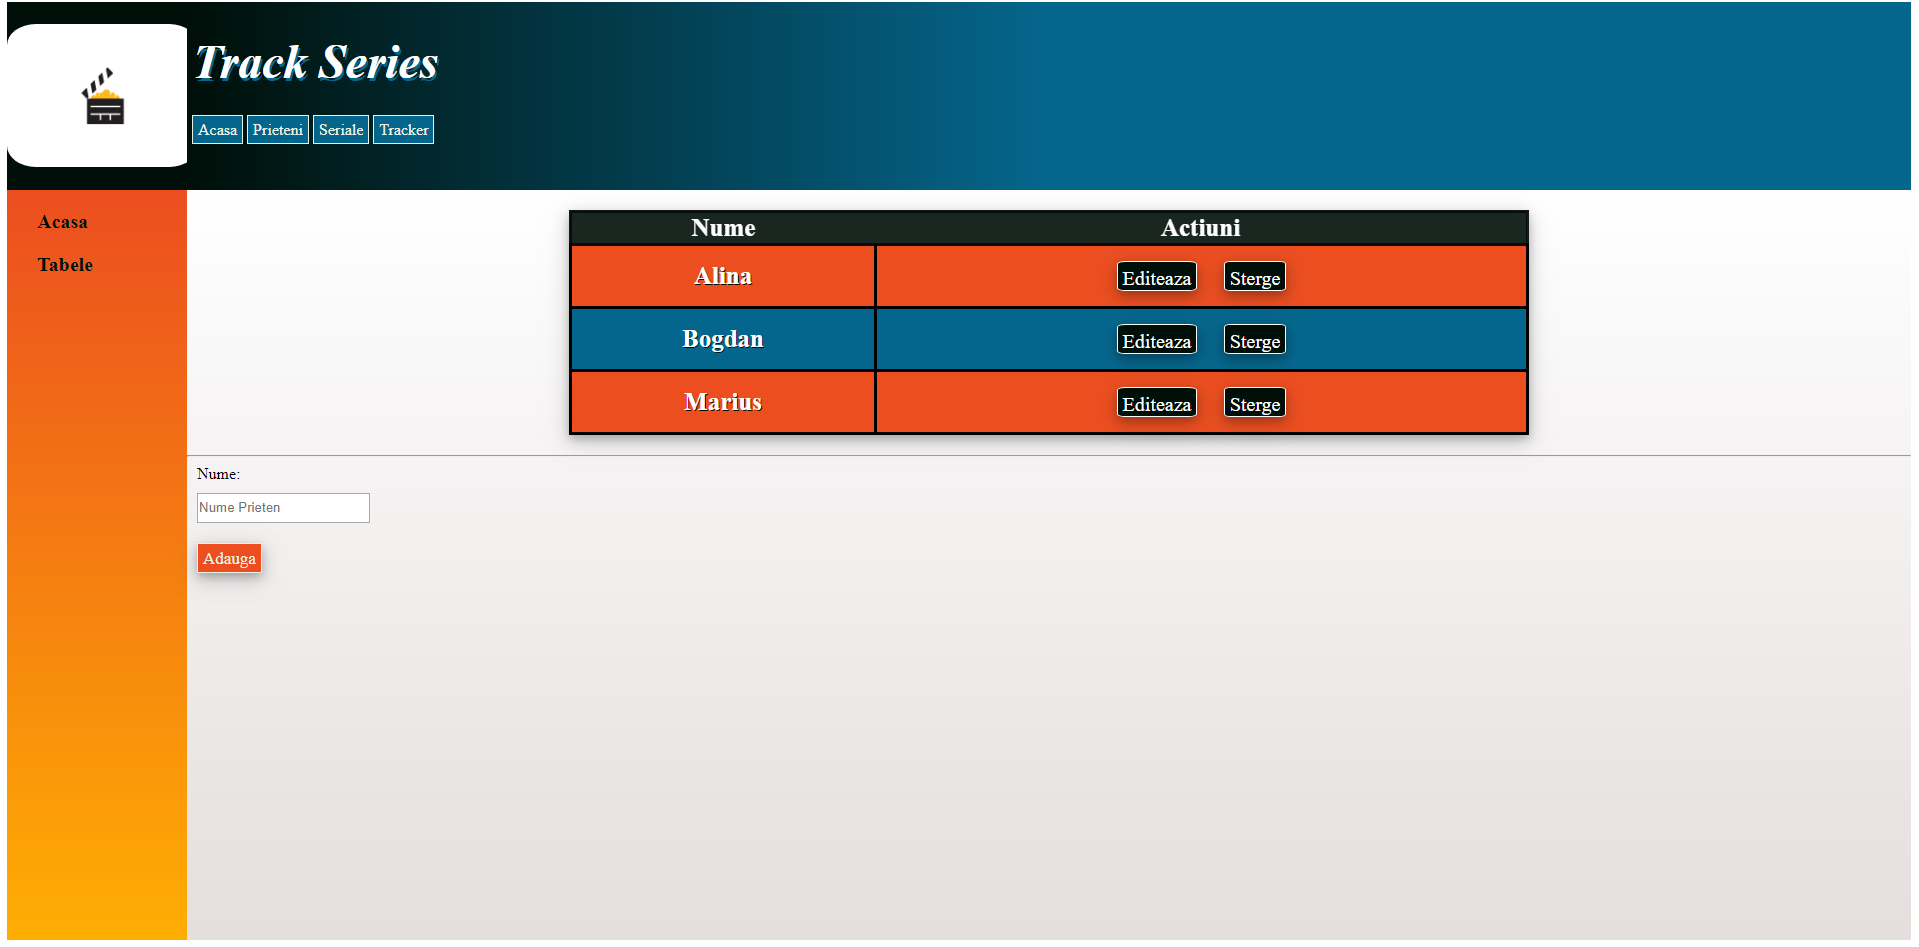 Track Series
Acasa Prieteni Seriale Tracker
Acasa
Tabele
Nume Actiuni
Alina Editeaza Sterge
Bogdan Editeaza Sterge
Marius Editeaza Sterge
Nume:
Nume Prieten
Adauga